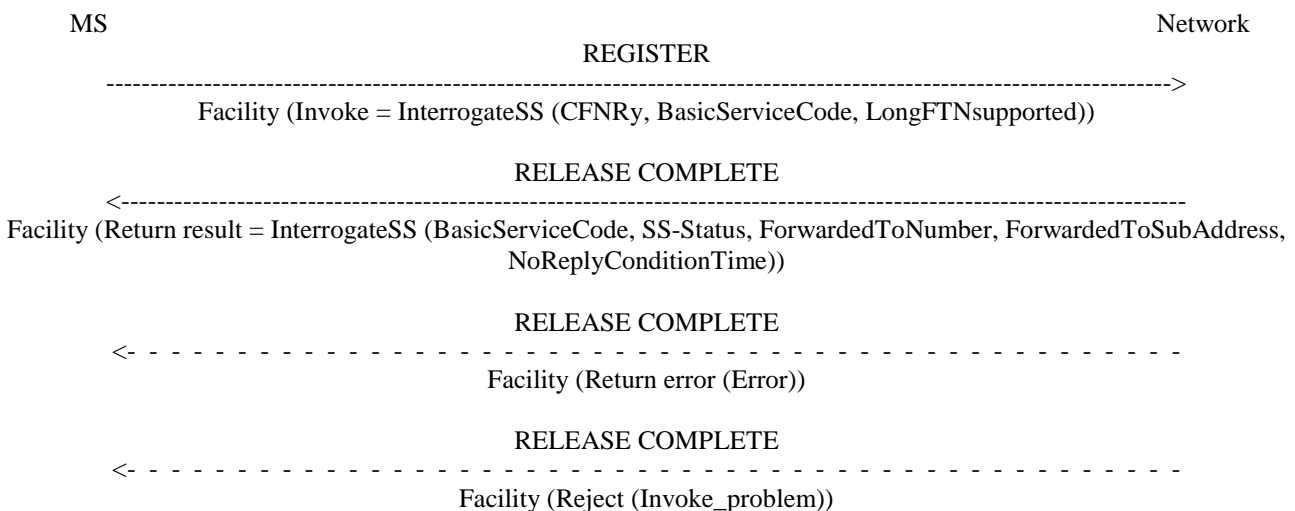 MS Network
REGISTER
------------------------------------------------------------------------------------------------------------------------>
Facility (Invoke = InterrogateSS (CFNRy, BasicServiceCode, LongFTNsupported))
RELEASE COMPLETE
<------------------------------------------------------------------------------------------------------------------------
Facility (Return result = InterrogateSS (BasicServiceCode, SS-Status, ForwardedToNumber, ForwardedToSubAddress,
NoReplyConditionTime))
RELEASE COMPLETE
<- - - - - - - - - - - - - - - - - - - - - - - - - - - - - - - - - - - - - - - - - - - - - - - -
Facility (Return error (Error))
RELEASE COMPLETE
<- - - - - - - - - - - - - - - - - - - - - - - - - - - - - - - - - - - - - - - - - - - - - - - -
Facility (Reject (Invoke_problem))